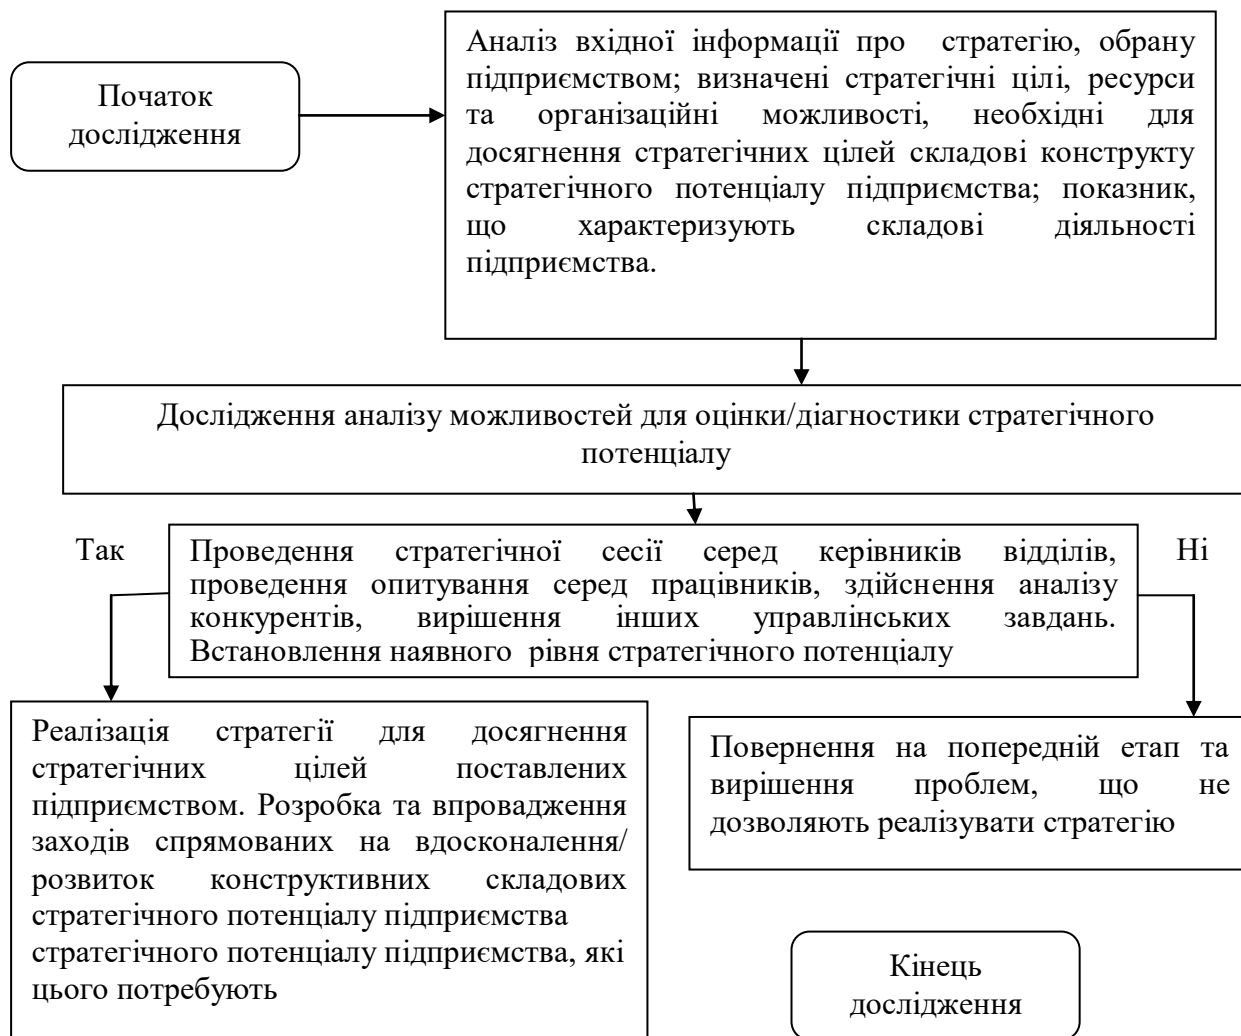 Початок
дослідження
Аналіз вхідної інформації про стратегію, обрану
підприємством; визначені стратегічні цілі, ресурси
та організаційні можливості, необхідні для
досягнення стратегічних цілей складові конструкту
стратегічного потенціалу підприємства; показник,
що характеризують складові діяльності
підприємства.
Дослідження аналізу можливостей для оцінки/діагностики стратегічного
потенціалу
Так
Проведення стратегічної сесії серед керівників відділів,
проведення опитування серед працівників, здійснення аналізу
конкурентів, вирішення інших управлінських завдань.
Встановлення наявного рівня стратегічного потенціалу
Ні
Реалізація стратегії для досягнення
стратегічних цілей поставлених
підприємством. Розробка та впровадження
заходів спрямованих на вдосконалення/
розвиток конструктивних складових
стратегічного потенціалу підприємства
стратегічного потенціалу підприємства, які
цього потребують
Повернення на попередній етап та
вирішення проблем, що не
дозволяють реалізувати стратегію
Кінець
дослідження